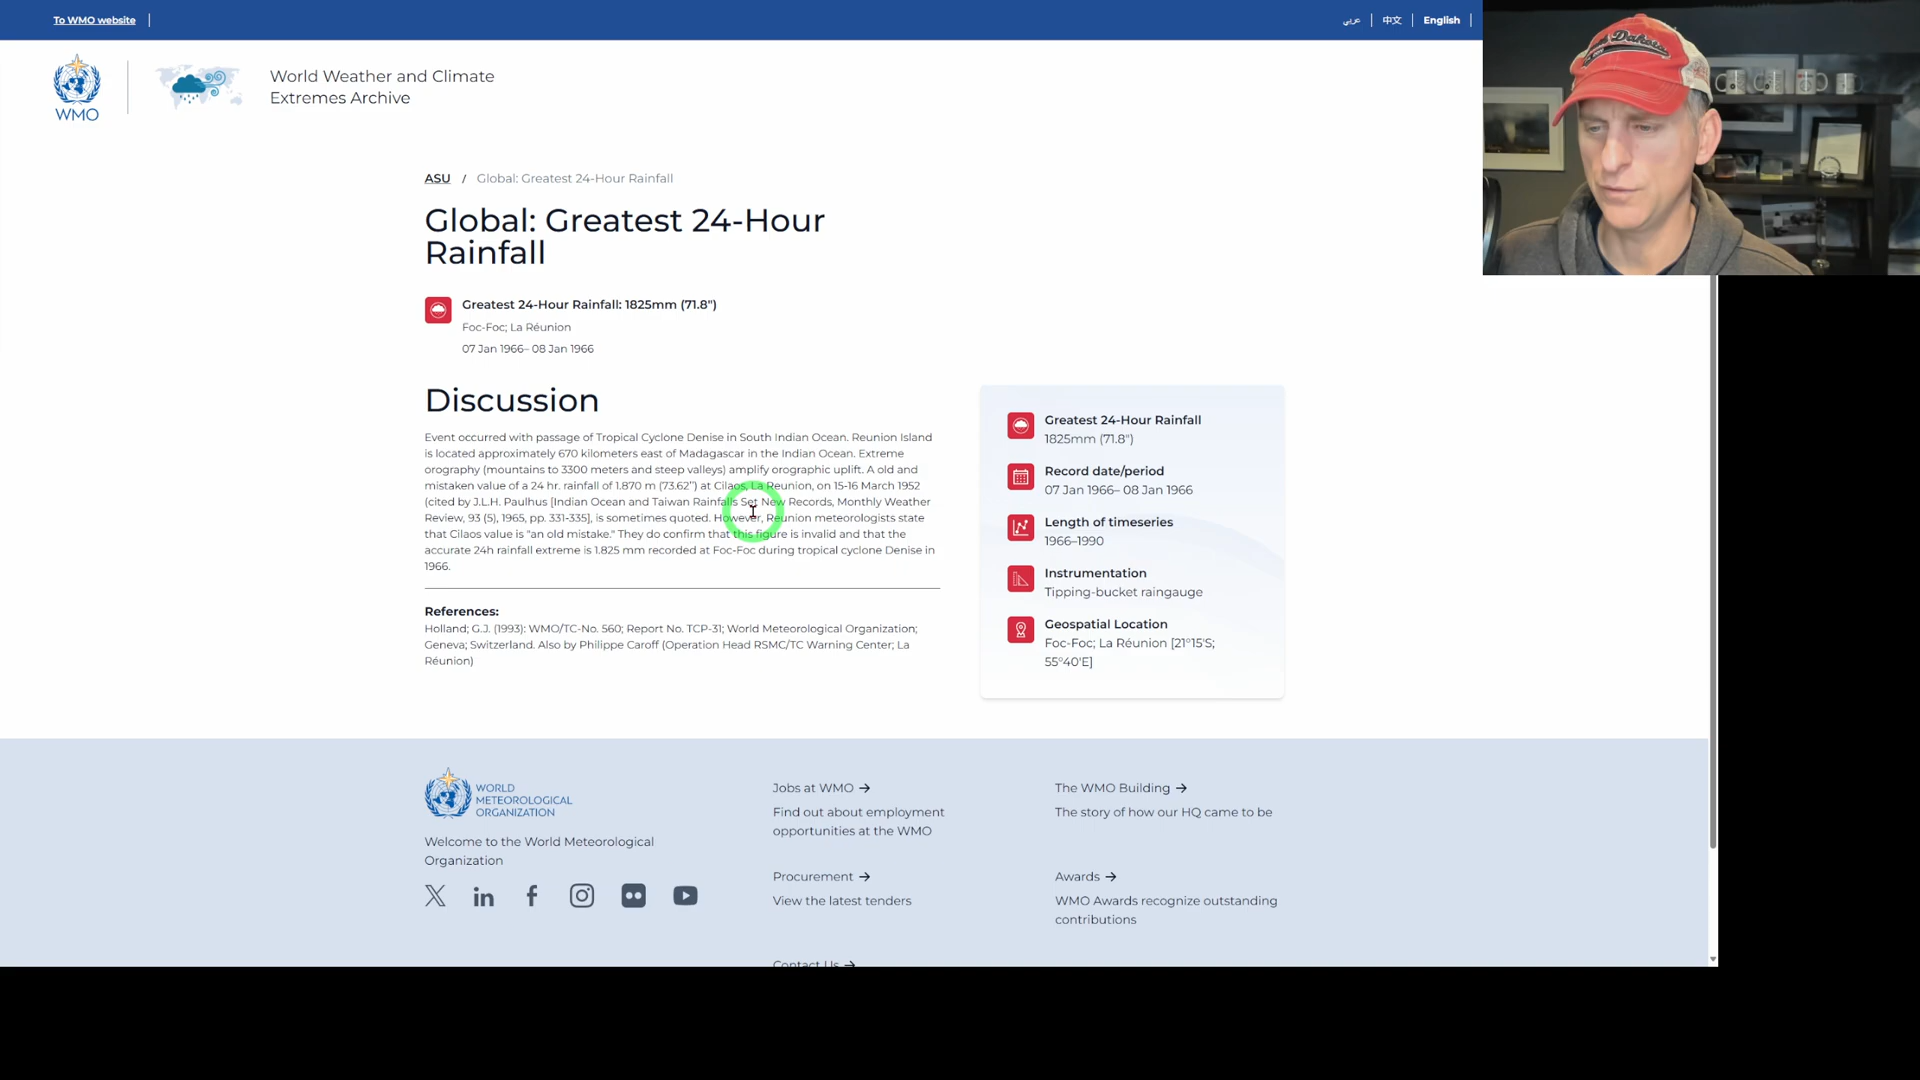 To WMO website
عربي
中文
English
WMO
World Weather and Climate
Extremes Archive
ASU / Global: Greatest 24-Hour Rainfall
Global: Greatest 24-Hour
Rainfall
Greatest 24-Hour Rainfall: 1825mm (71.8")
Foc-Foc; La Réunion
07 Jan 1966– 08 Jan 1966
Discussion
Event occurred with passage of Tropical Cyclone Denise in South Indian Ocean. Reunion Island
is located approximately 670 kilometers east of Madagascar in the Indian Ocean. Extreme
orography (mountains to 3300 meters and steep valleys) amplify orographic uplift. A old and
mistaken value of a 24 hr. rainfall of 1.870 m (73.62”) at Cilaos, La Reunion, on 15-16 March 1952
(cited by J.L.H. Paulhus [Indian Ocean and Taiwan Rainfalls Set New Records, Monthly Weather
Review, 93 (5), 1965, pp. 331-335], is sometimes quoted. However, Reunion meteorologists state
that Cilaos value is "an old mistake." They do confirm that this figure is invalid and that the
accurate 24h rainfall extreme is 1.825 mm recorded at Foc-Foc during tropical cyclone Denise in
1966.
References:
Holland; G.J. (1993): WMO/TC-No. 560; Report No. TCP-31; World Meteorological Organization;
Geneva; Switzerland. Also by Philippe Caroff (Operation Head RSMC/TC Warning Center; La
Réunion)
Greatest 24-Hour Rainfall
1825mm (71.8")
Record date/period
07 Jan 1966– 08 Jan 1966
Length of timeseries
1966–1990
Instrumentation
Tipping-bucket raingauge
Geospatial Location
Foc-Foc; La Réunion [21°15'S;
55°40'E]
WORLD
METEOROLOGICAL
ORGANIZATION
Welcome to the World Meteorological
Organization
Jobs at WMO →
Find out about employment
opportunities at the WMO
Procurement →
View the latest tenders
Contact Us →
The WMO Building →
The story of how our HQ came to be
Awards →
WMO Awards recognize outstanding
contributions